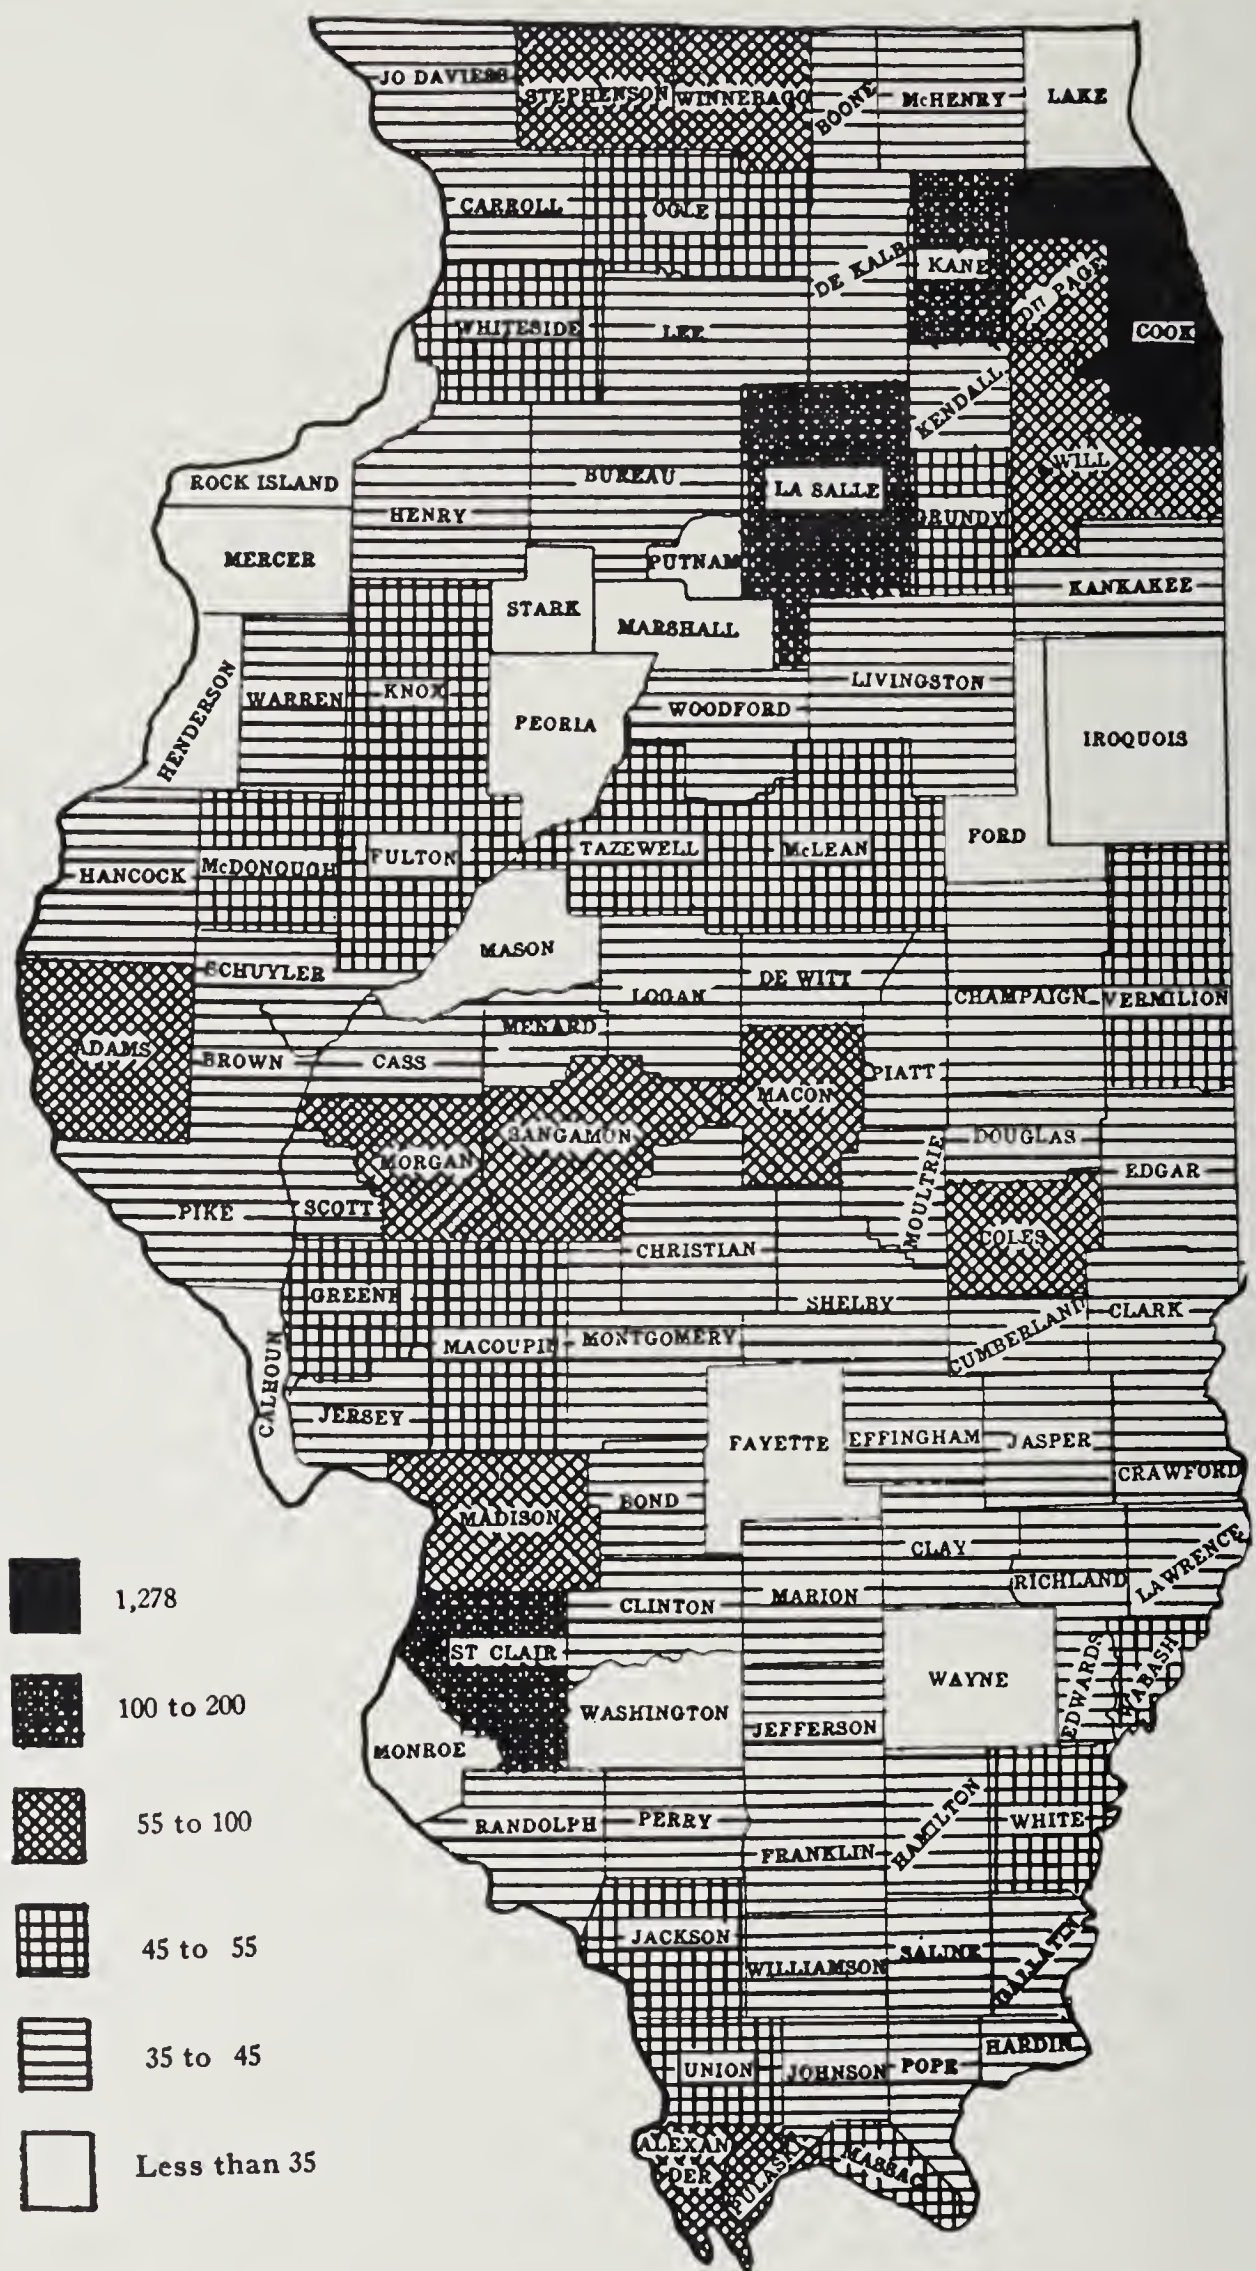 JO DAVIESS
STEPHENSON
WINNEBAGO
BOONE
McHENRY
LAKE
CARROLL
OGLE
DE KALB
KANE
DU PAGE
COOK
WHITESIDE
LEE
KENDALL
WILL
ROCK ISLAND
HENRY
BUREAU
LA SALLE
GRUNDY
MERCER
PUTNAM
KANKAKEE
STARK
MARSHALL
HENDERSON
WARREN
KNOX
PEORIA
WOODFORD
LIVINGSTON
IROQUOIS
HANCOCK
McDONOUGH
FULTON
TAZEWELL
McLEAN
FORD
SCHUYLER
MASON
LOGAN
DE WITT
CHAMPAIGN
VERMILION
ADAMS
BROWN
CASS
MENARD
MACON
PIATT
MORGAN
SANGAMON
MOULTRIE
DOUGLAS
EDGAR
PIKE
SCOTT
CHRISTIAN
COLES
GREENE
SHELBY
CUMBERLAND
CLARK
CALHOUN
MACOUPIN
MONTGOMERY
JERSEY
FAYETTE
EFFINGHAM
JASPER
CRAWFORD
MADISON
BOND
CLAY
RICHLAND
LAWRENCE
CLINTON
MARION
ST CLAIR
WAYNE
EDWARDS
WABASH
MONROE
WASHINGTON
JEFFERSON
RANDOLPH
PERRY
FRANKLIN
HAMILTON
WHITE
JACKSON
WILLIAMSON
SALINE
GALLATIN
UNION
JOHNSON
POPE
HARDIN
ALEXAN
DER
PULASKI
MASSAC
1,278
100 to 200
55 to 100
45 to 55
35 to 45
Less than 35